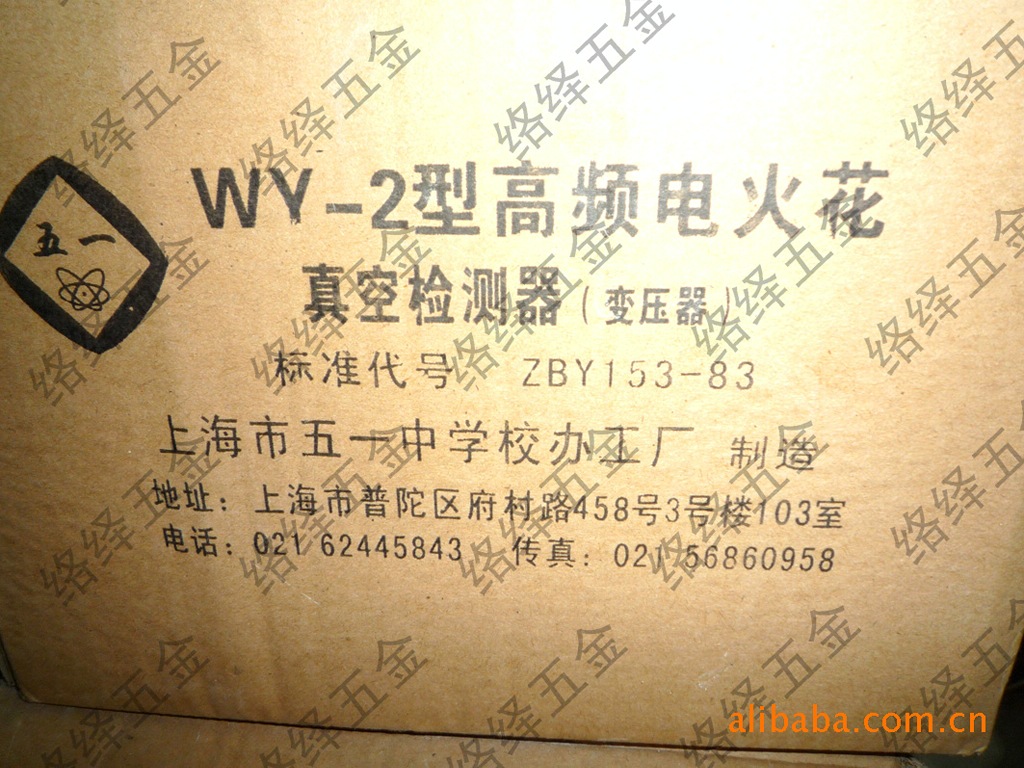 五一
WY-2型高频电火花
真空检测器(变压器)
标准代号 ZBY153-83
上海市五一中学校办工厂 制造
地址：上海市普陀区府村路458号3号楼103室
电话：021 62445843 传真：021 56860958
络绎五金
alibaba.com.cn